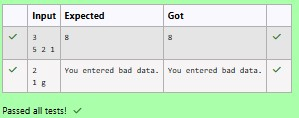 Input Expected Got
3 8 8
5 2 1
2 You entered bad data. You entered bad data.
1 g
Passed all tests!